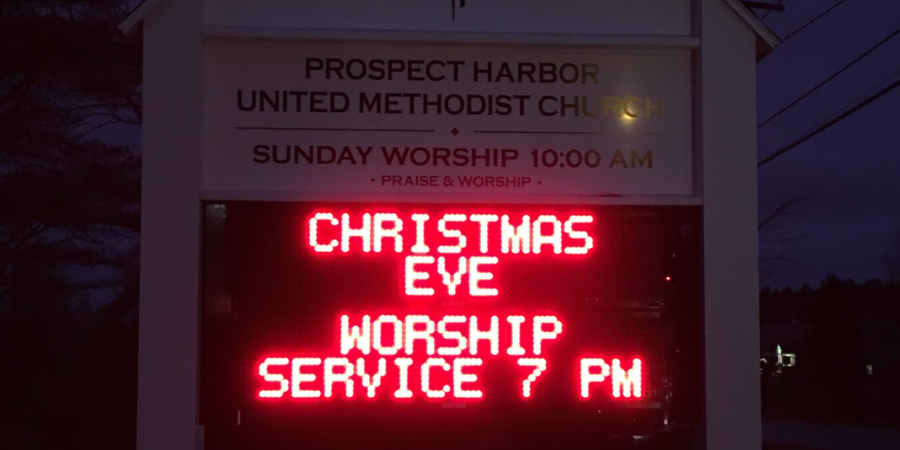 PROSPECT HARBOR
UNITED METHODIST CHURCH
SUNDAY WORSHIP 10:00 AM
• PRAISE & WORSHIP •
CHRISTMAS
EVE
WORSHIP
SERVICE 7 PM